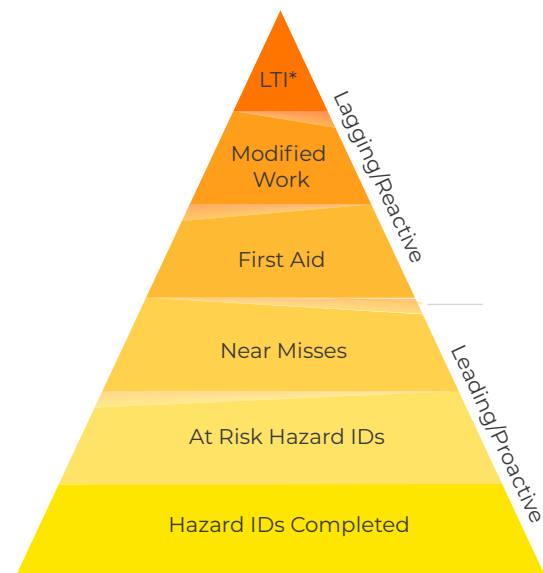 LTI*
Modified
Work
First Aid
Near Misses
At Risk Hazard IDs
Hazard IDs Completed
Lagging/Reactive
Leading/Proactive